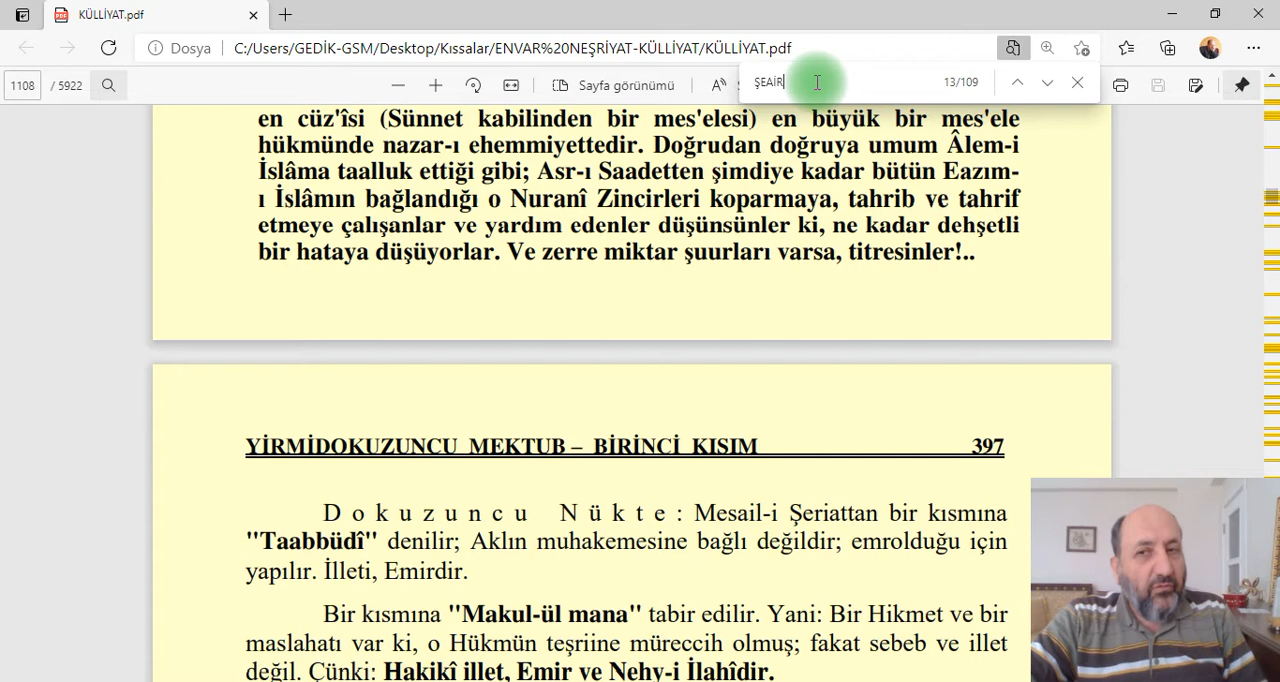 KÜLLİYAT.pdf
Dosya
C:/Users/GEDİK-GSM/Desktop/Kıssalar/ENVAR%20NEŞRİYAT-KÜLLİYAT/KÜLLİYAT.pdf
1108 / 5922
Sayfa görünümü
ŞEAİR
13/109
en cüz'îsi (Sünnet kabilinden bir mes'elesi) en büyük bir mes'ele
hükmünde nazar-ı ehemmiyettedir. Doğrudan doğruya umum Âlem-i
İslâma taalluk ettiği gibi; Asr-ı Saadetten şimdiye kadar bütün Eazım-
ı İslâmın bağlandığı o Nuranî Zincirleri koparmaya, tahrib ve tahrif
etmeye çalışanlar ve yardım edenler düşünsünler ki, ne kadar dehşetli
bir hataya düşüyorlar. Ve zerre miktar şuurları varsa, titresinler!..
YİRMİDOKUZUNCU MEKTUB – BİRİNCİ KISIM 397
Dokuzuncu Nükte: Mesail-i Şeriattan bir kısmına
"Taabbüdî" denilir; Aklın muhakemesine bağlı değildir; emrolduğu için
yapılır. İlleti, Emirdir.
Bir kısmına "Makul-ül mana" tabir edilir. Yani: Bir Hikmet ve bir
maslahatı var ki, o Hükmün teşriine müreccih olmuş; fakat sebeb ve illet
değil. Çünki: Hakikî illet, Emir ve Nehy-i İlahîdir.